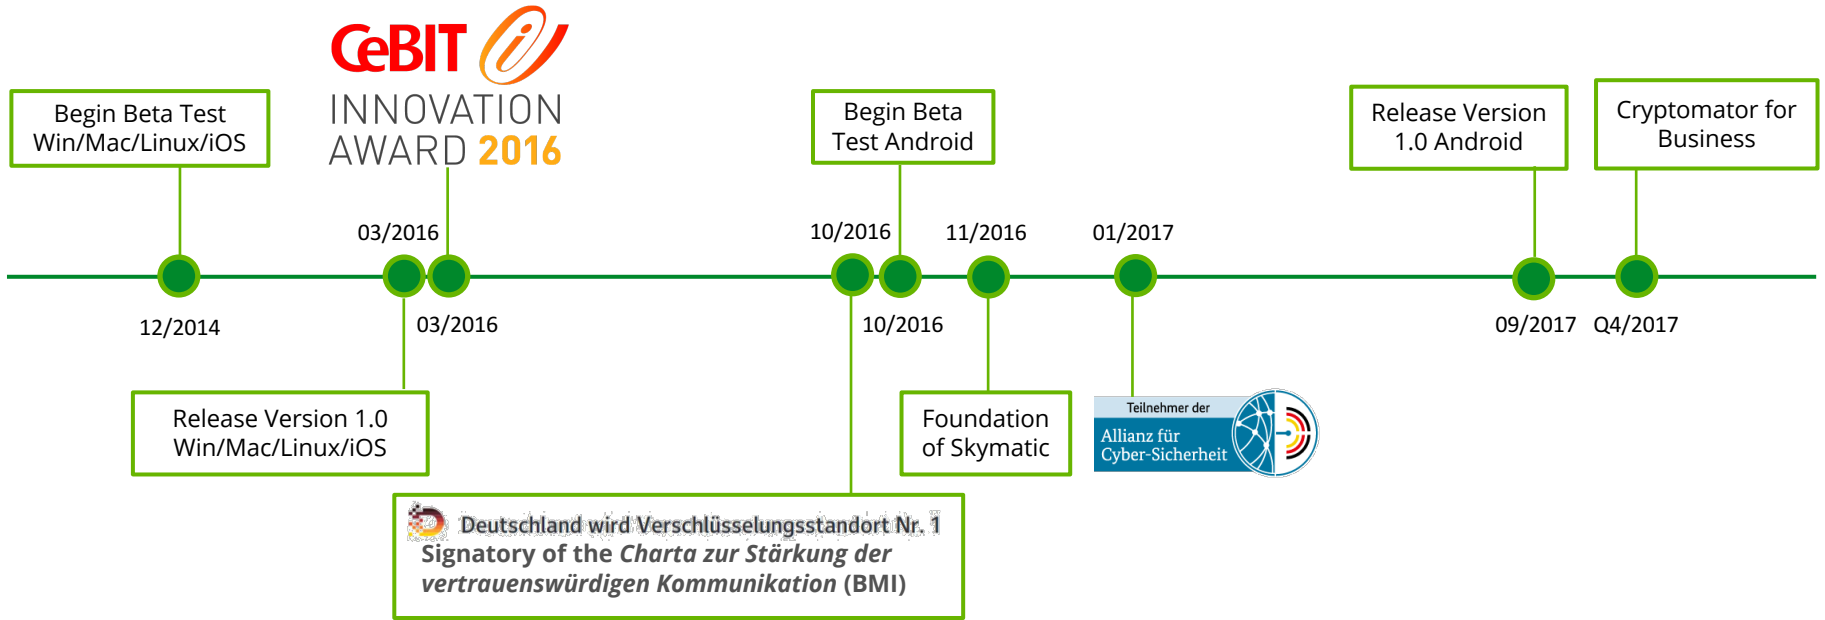 CeBIT i
INNOVATION
AWARD 2016
Begin Beta Test
Win/Mac/Linux/iOS
Begin Beta
Test Android
Release Version
1.0 Android
Cryptomator for
Business
03/2016
10/2016
11/2016
01/2017
12/2014
03/2016
10/2016
09/2017
Q4/2017
Release Version 1.0
Win/Mac/Linux/iOS
Foundation
of Skymatic
Teilnehmer der
Allianz für
Cyber-Sicherheit
Deutschland wird Verschlüsselungsstandort Nr. 1
Signatory of the Charta zur Stärkung der
vertrauenswürdigen Kommunikation (BMI)